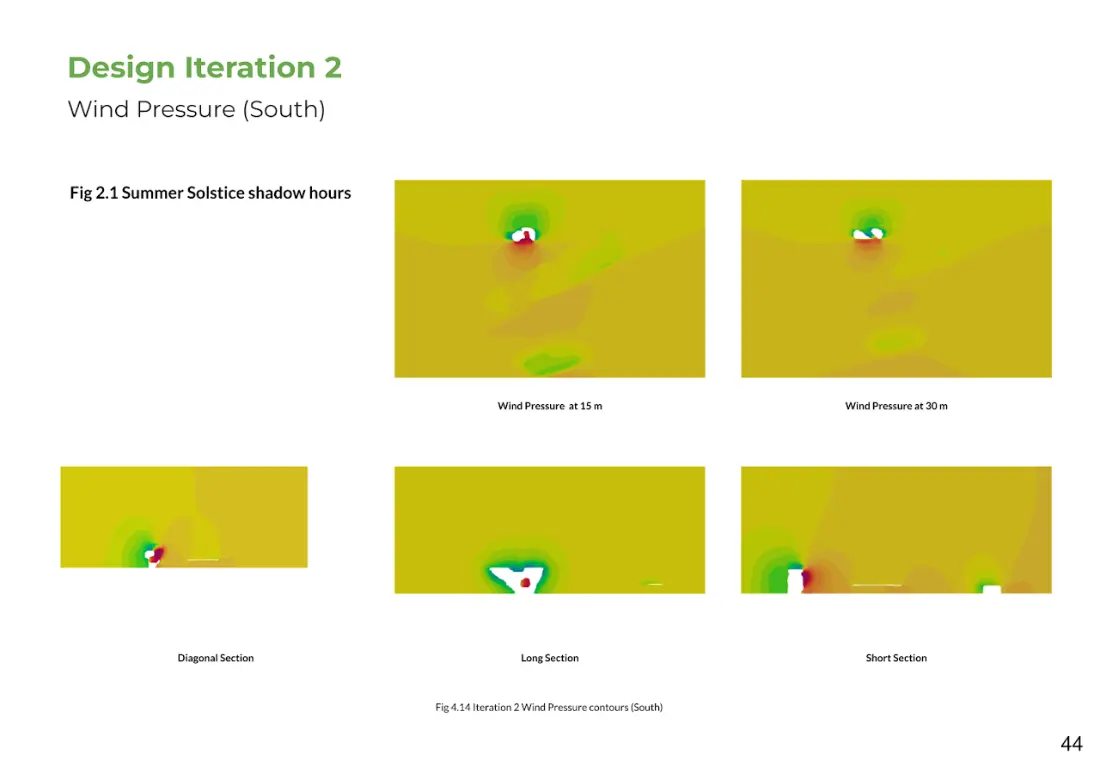 Design Iteration 2
Wind Pressure (South)
Fig 2.1 Summer Solstice shadow hours
Wind Pressure at 15 m
Wind Pressure at 30 m
Diagonal Section
Long Section
Short Section
Fig 4.14 Iteration 2 Wind Pressure contours (South)
44